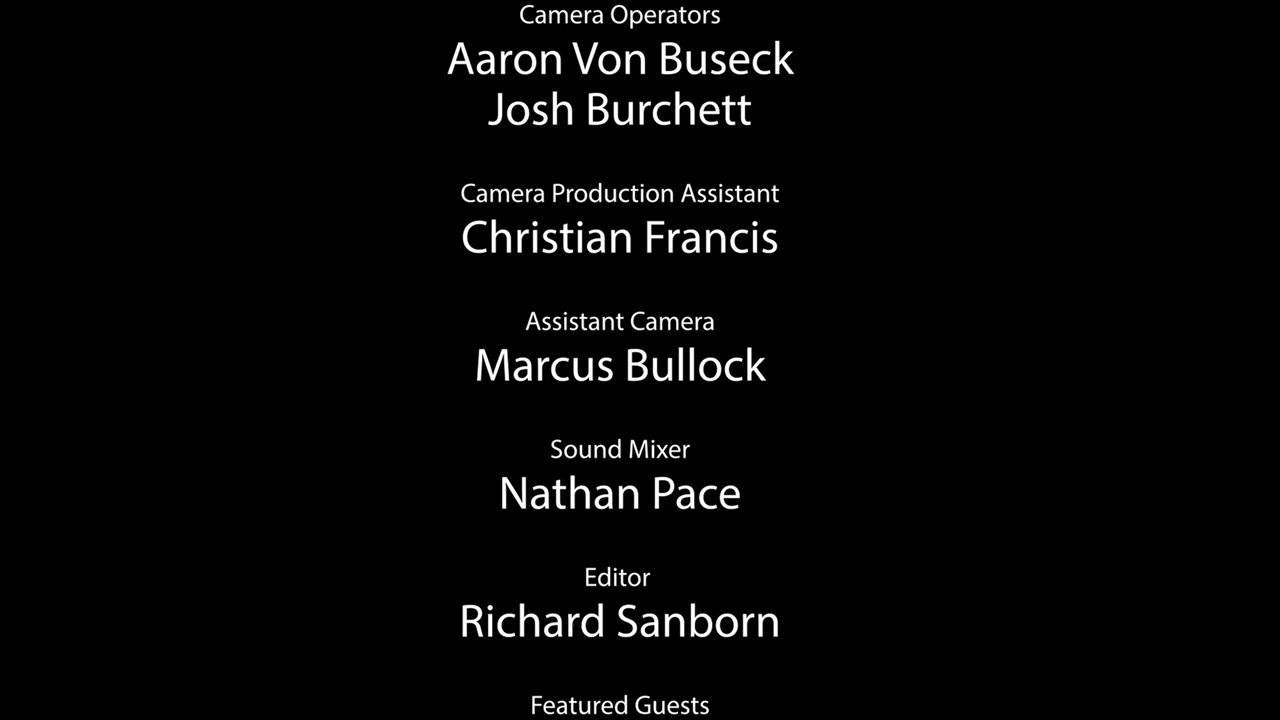 Camera Operators
Aaron Von Buseck
Josh Burchett
Camera Production Assistant
Christian Francis
Assistant Camera
Marcus Bullock
Sound Mixer
Nathan Pace
Editor
Richard Sanborn
Featured Guests